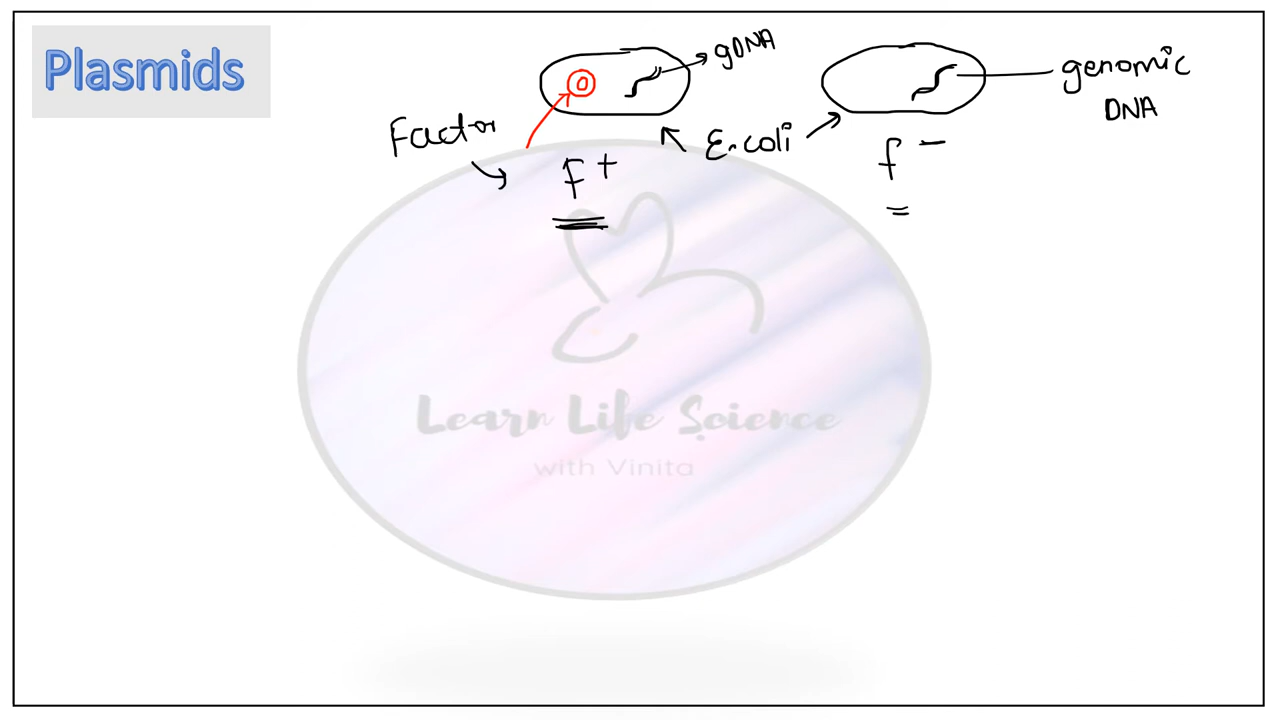 Plasmids
gDNA
genomic
DNA
Factor
E.coli
f+
f-
Learn Life Science
with Vinita